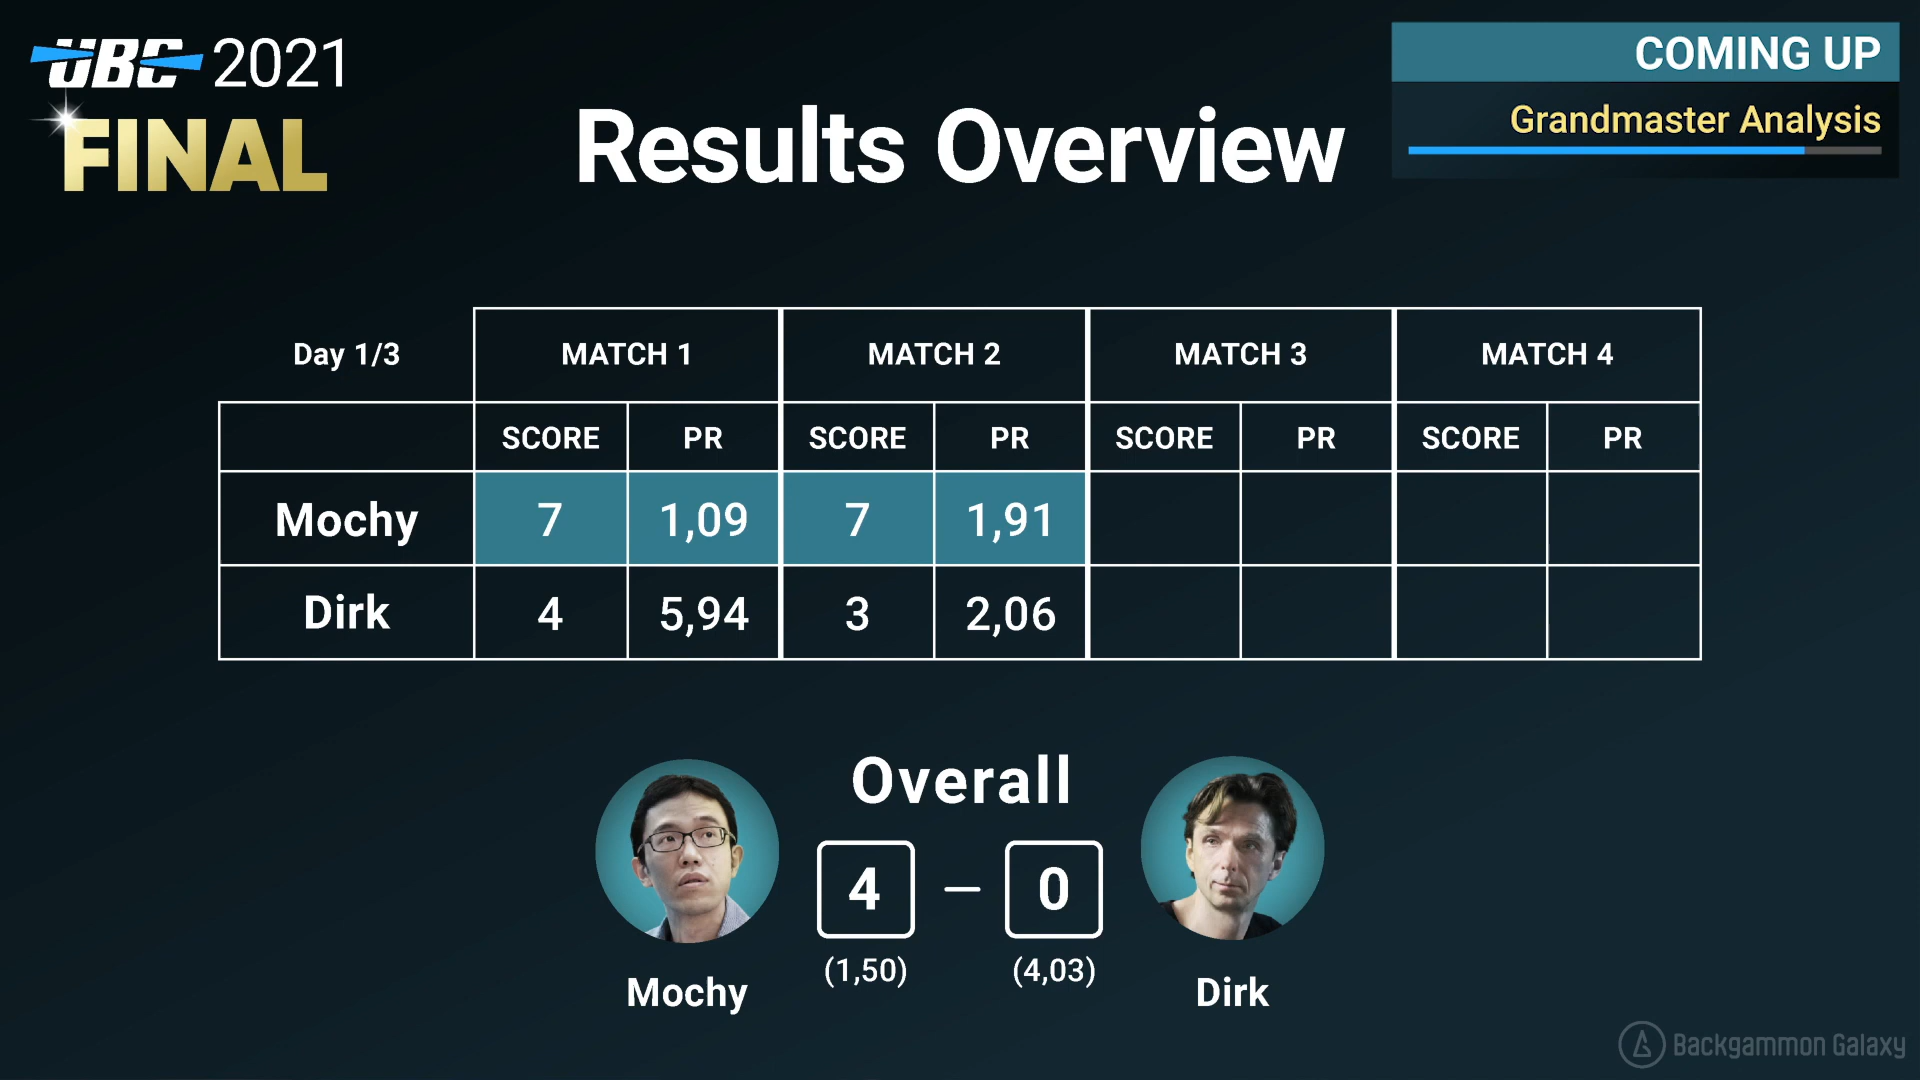 UBC 2021
FINAL
COMING UP
Grandmaster Analysis
Results Overview
Day 1/3 MATCH 1 MATCH 2 MATCH 3 MATCH 4
SCORE PR SCORE PR SCORE PR SCORE PR
Mochy 7 1,09 7 1,91
Dirk 4 5,94 3 2,06
Overall
4 – 0
(1,50) (4,03)
Mochy Dirk
Backgammon Galaxy